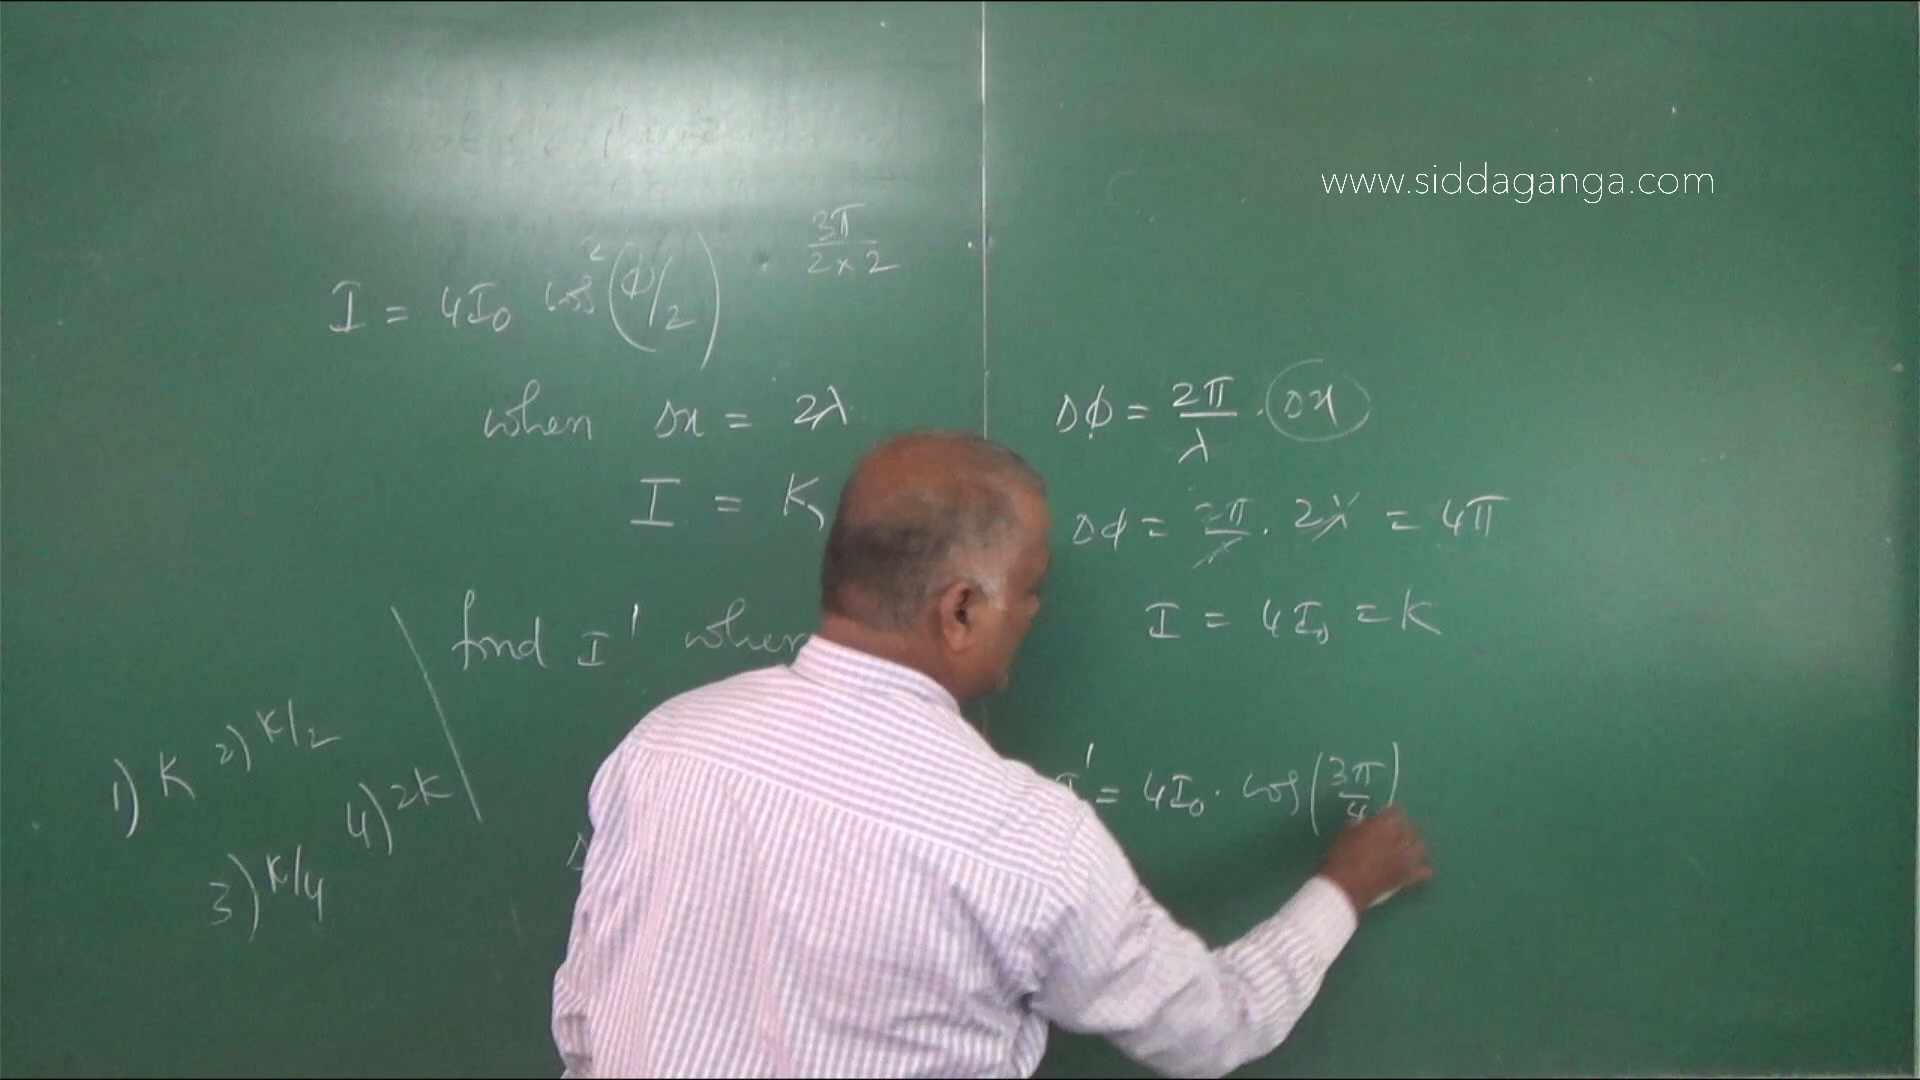 www.siddaganga.com
I = 4I₀ cos²(ϕ/2) · 3π/2×2
when Δx = 2λ
I = K
find I' when
1) K 2) K/2
3) K/4 4) 2K
Δϕ = 2π/λ · Δx
Δϕ = 2π/λ · 2λ = 4π
I = 4I₀ = K
I' = 4I₀ · cos(3π/4)